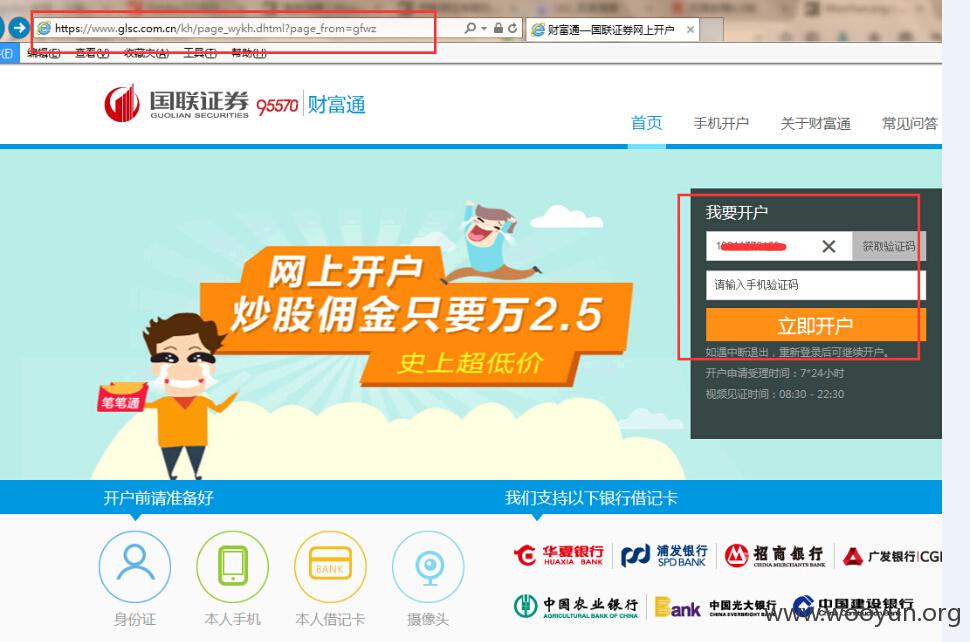 https://www.glsc.com.cn/kh/page_wykh.dhtml?page_from=gfwz
财富通—国联证券网上开户
编辑(E) 查看(V) 收藏夹(A) 工具(T) 帮助(H)
国联证券 95570 财富通
GUOLIAN SECURITIES
首页 手机开户 关于财富通 常见问答
我要开户
获取验证码
请输入手机验证码
立即开户
如遇中断退出，重新登录后可继续开户。
开户申请受理时间：7*24小时
视频见证时间：08:30 - 22:30
网上开户
炒股佣金只要万2.5
史上超低价
笔笔通
开户前请准备好
我们支持以下银行借记卡
BANK
身份证 本人手机 本人借记卡 摄像头
华夏银行 浦发银行 招商银行 广发银行|CGI
HUAXIA BANK SPD BANK CHINA MERCHANTS BANK
中国农业银行 Bank 中国光大银行 中国建设银行
AGRICULTURAL BANK OF CHINA CHINA EVERBRIGHT BANK China Construction Bank
www.wooyun.org